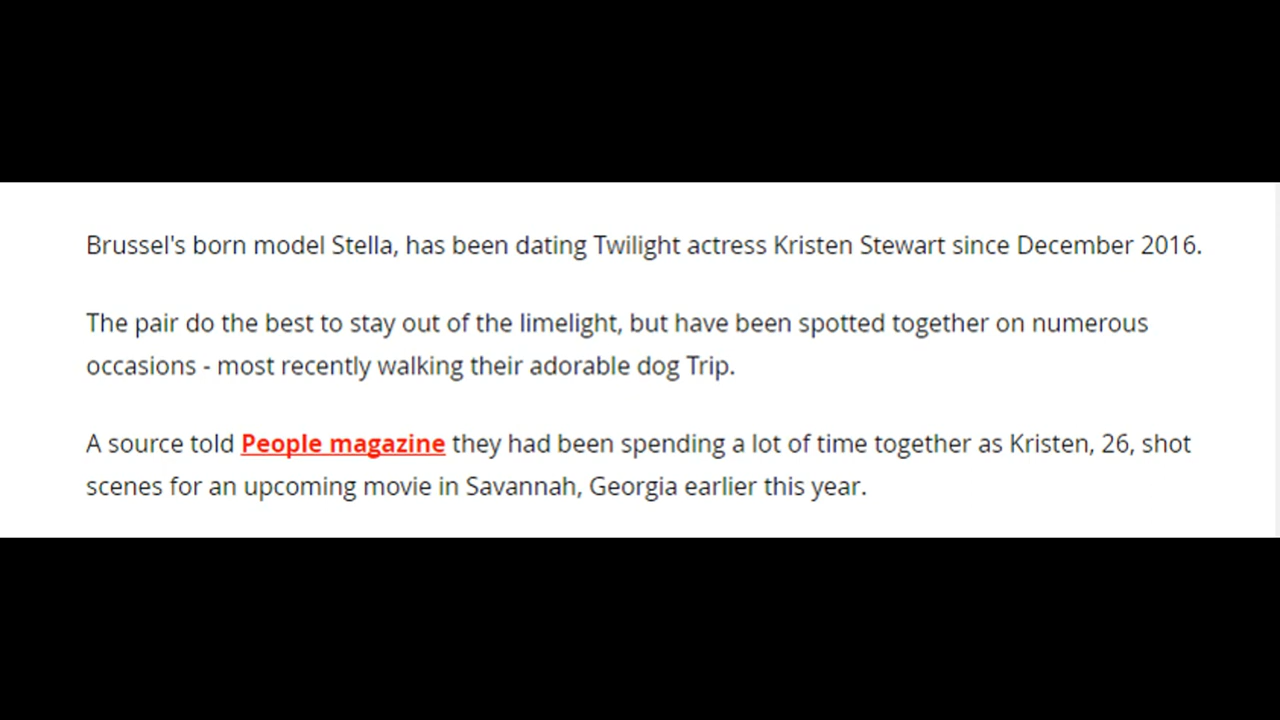 Brussel's born model Stella, has been dating Twilight actress Kristen Stewart since December 2016.
The pair do the best to stay out of the limelight, but have been spotted together on numerous
occasions - most recently walking their adorable dog Trip.
A source told People magazine they had been spending a lot of time together as Kristen, 26, shot
scenes for an upcoming movie in Savannah, Georgia earlier this year.